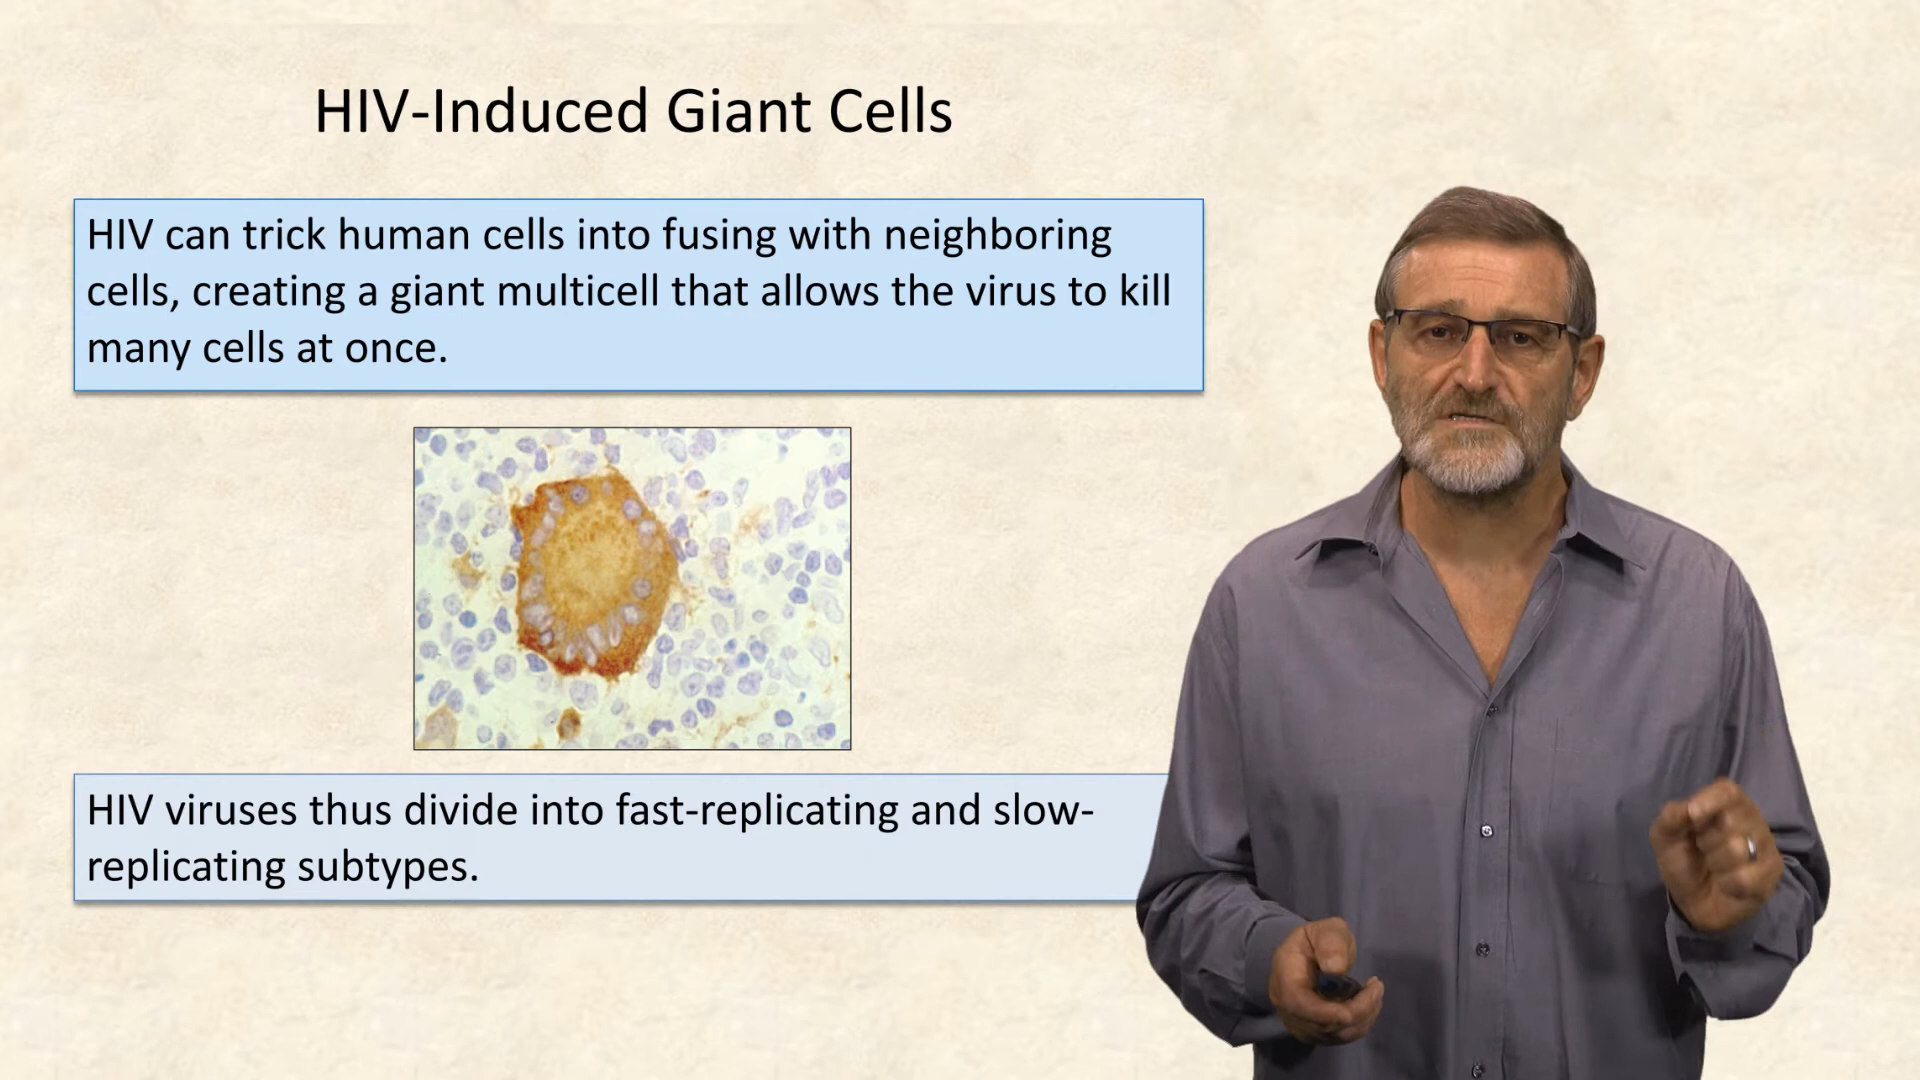 HIV-Induced Giant Cells
HIV can trick human cells into fusing with neighboring
cells, creating a giant multicell that allows the virus to kill
many cells at once.
HIV viruses thus divide into fast-replicating and slow-
replicating subtypes.